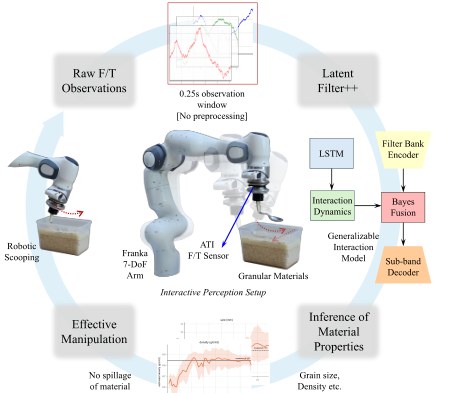 Raw F/T
Observations
0.25s observation
window
[No preprocessing]
Latent
Filter++
LSTM
Filter Bank
Encoder
Interaction
Dynamics
Bayes
Fusion
Generalizable
Interaction
Model
Sub-band
Decoder
Robotic
Scooping
Franka
7-DoF
Arm
ATI
F/T Sensor
Granular Materials
Interactive Perception Setup
Effective
Manipulation
No spillage
of material
Inference of
Material
Properties
Grain size,
Density etc.